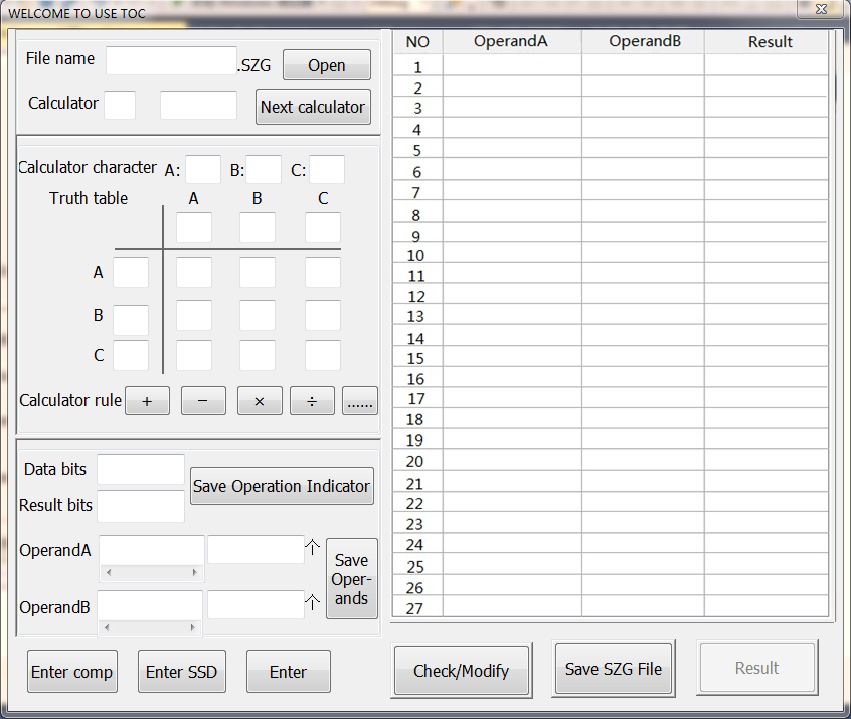 WELCOME TO USE TOC
File name .SZG Open
Calculator Next calculator
Calculator character A: B: C:
Truth table A B C
A
B
C
Calculator rule + − × ÷ ......
Data bits
Save Operation Indicator
Result bits
OperandA 个
Save
Oper-
ands
OperandB 个
Enter comp Enter SSD Enter
NO OperandA OperandB Result
1
2
3
4
5
6
7
8
9
10
11
12
13
14
15
16
17
18
19
20
21
22
23
24
25
26
27
Check/Modify Save SZG File Result